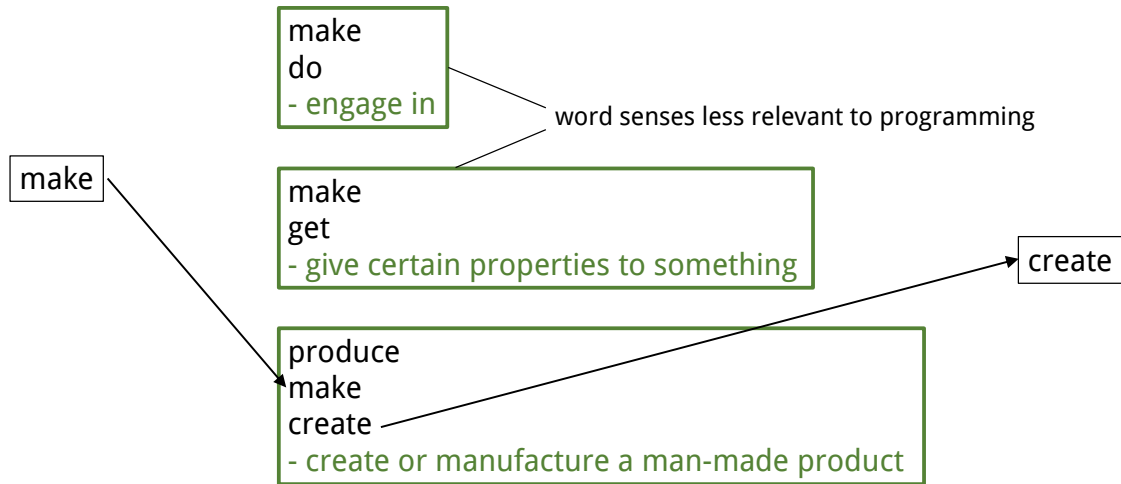 make
do
- engage in
word senses less relevant to programming
make
make
get
- give certain properties to something
create
produce
make
create
- create or manufacture a man-made product